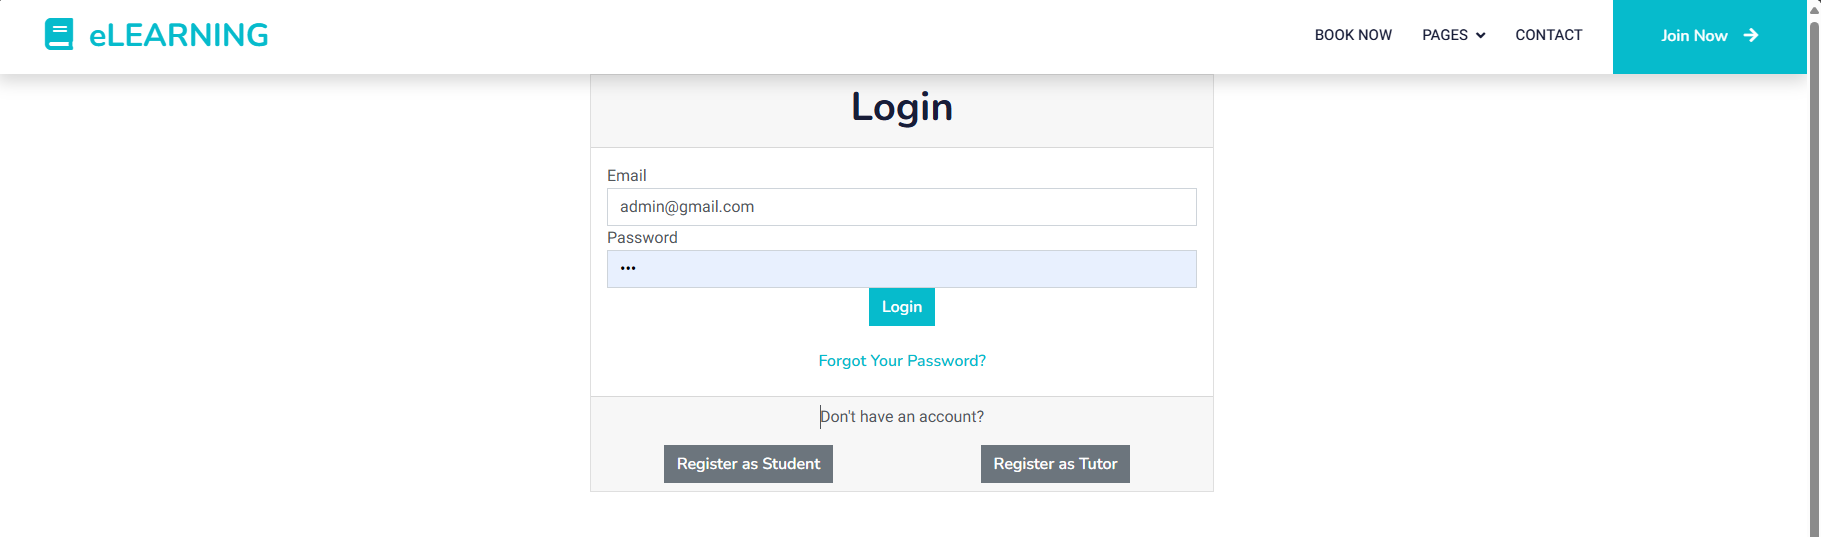 eLEARNING
BOOK NOW PAGES CONTACT Join Now
Login
Email
admin@gmail.com
Password
•••
Login
Forgot Your Password?
Don't have an account?
Register as Student Register as Tutor